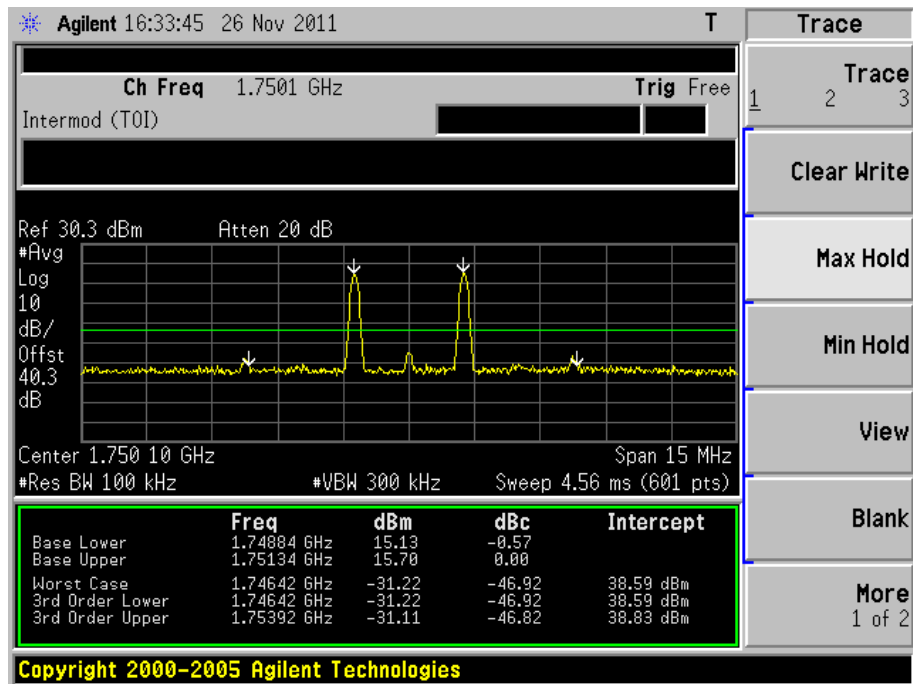 Agilent 16:33:45 26 Nov 2011 T
Trace
Ch Freq 1.7501 GHz Trig Free
Intermod (TOI)
Trace
1 2 3
Clear Write
Max Hold
Min Hold
View
Blank
More
1 of 2
Ref 30.3 dBm Atten 20 dB
#Avg
Log
10
dB/
Offst
40.3
dB
Center 1.750 10 GHz Span 15 MHz
#Res BW 100 kHz #VBW 300 kHz Sweep 4.56 ms (601 pts)
Freq dBm dBc Intercept
Base Lower 1.74884 GHz 15.13 -0.57
Base Upper 1.75134 GHz 15.70 0.00
Worst Case 1.74642 GHz -31.22 -46.92 38.59 dBm
3rd Order Lower 1.74642 GHz -31.22 -46.92 38.59 dBm
3rd Order Upper 1.75392 GHz -31.11 -46.82 38.83 dBm
Copyright 2000-2005 Agilent Technologies